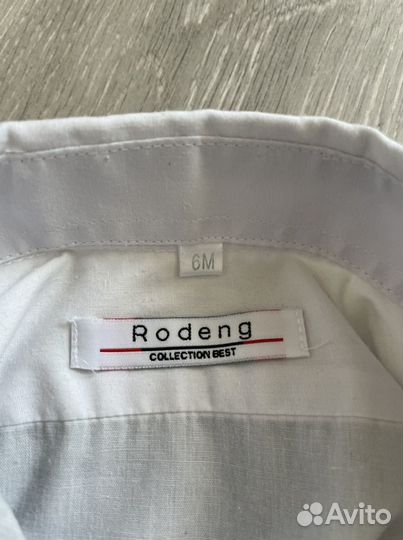 6M
Rodeng
COLLECTION BEST
Avito